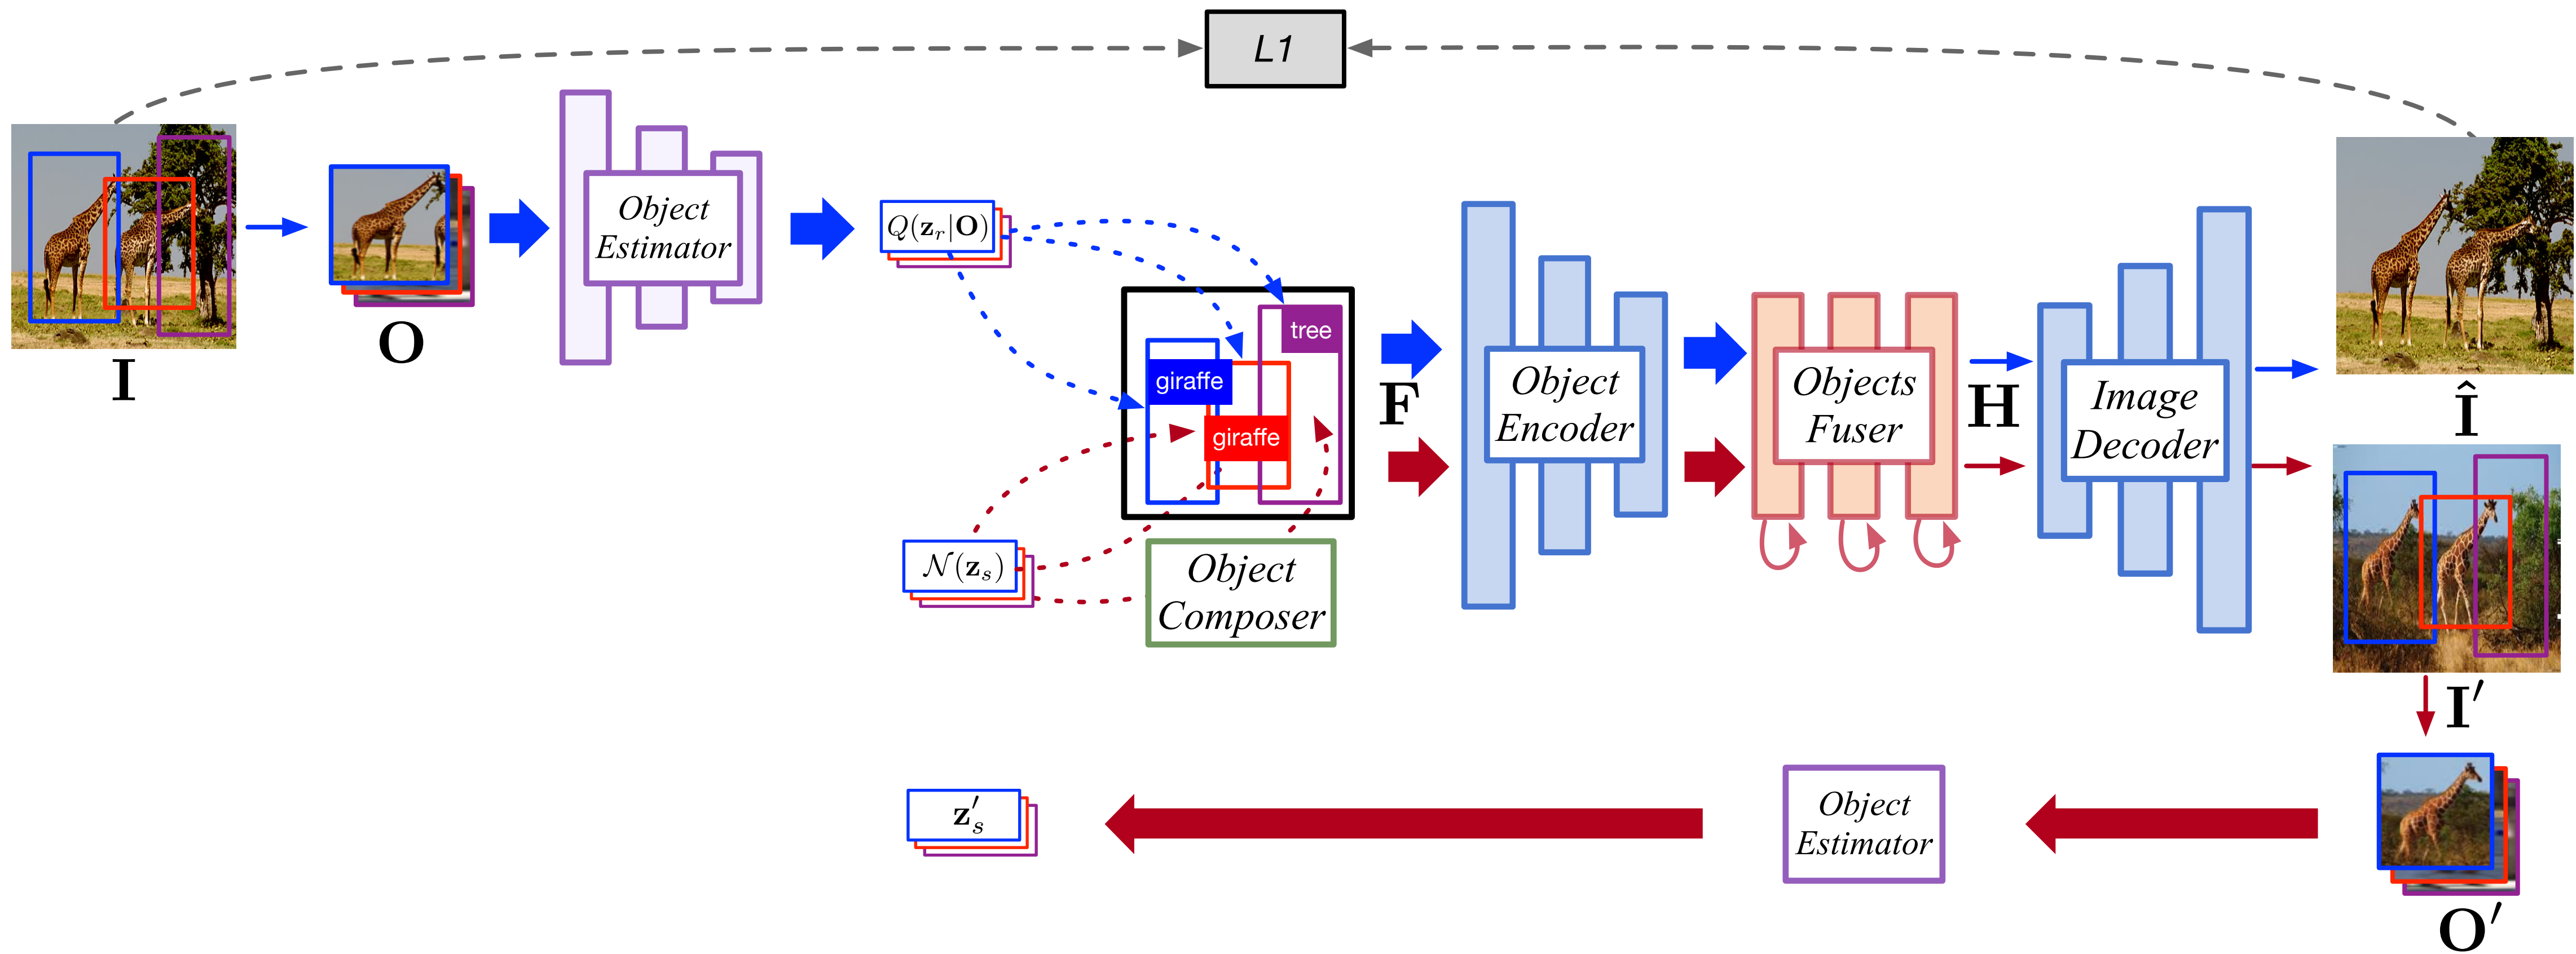 L1
I
O
Object
Estimator
Q(z_r|O)
tree
giraffe
giraffe
N(z_s)
Object
Composer
F
Object
Encoder
Objects
Fuser
H
Image
Decoder
Î
I′
z′_s
Object
Estimator
O′